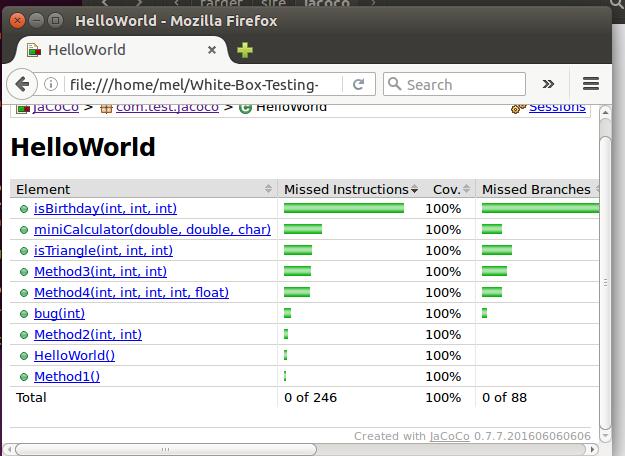 target site jacoco
HelloWorld - Mozilla Firefox
HelloWorld
file:///home/mel/White-Box-Testing- Search
JaCoCo > com.test.jacoco > HelloWorld Sessions
HelloWorld
Element Missed Instructions Cov. Missed Branches
isBirthday(int, int, int) 100%
miniCalculator(double, double, char) 100%
isTriangle(int, int, int) 100%
Method3(int, int, int) 100%
Method4(int, int, int, int, float) 100%
bug(int) 100%
Method2(int, int) 100%
HelloWorld() 100%
Method1() 100%
Total 0 of 246 100% 0 of 88
Created with JaCoCo 0.7.7.201606060606